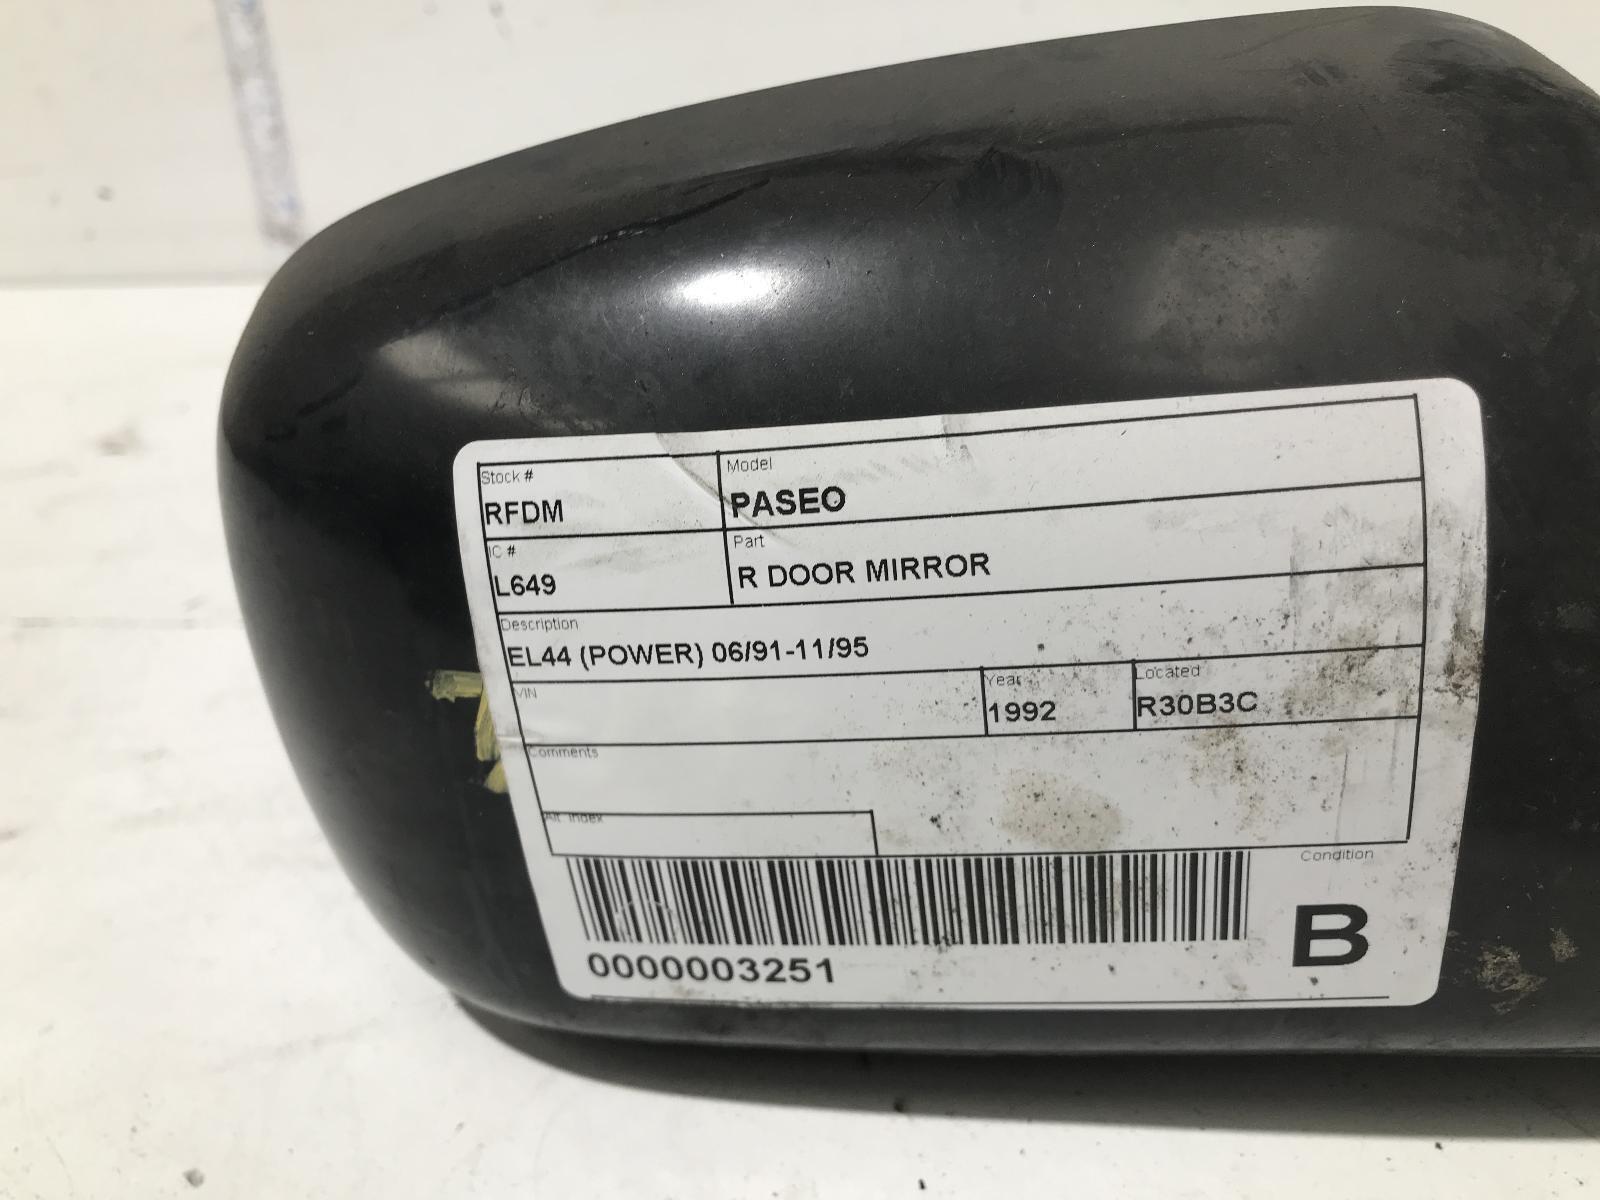 Stock #
RFDM
Model
PASEO
IC #
L649
Part
R DOOR MIRROR
Description
EL44 (POWER) 06/91-11/95
VIN
Year
1992
Located
R30B3C
Comments
Alt. Index
0000003251
Condition
B